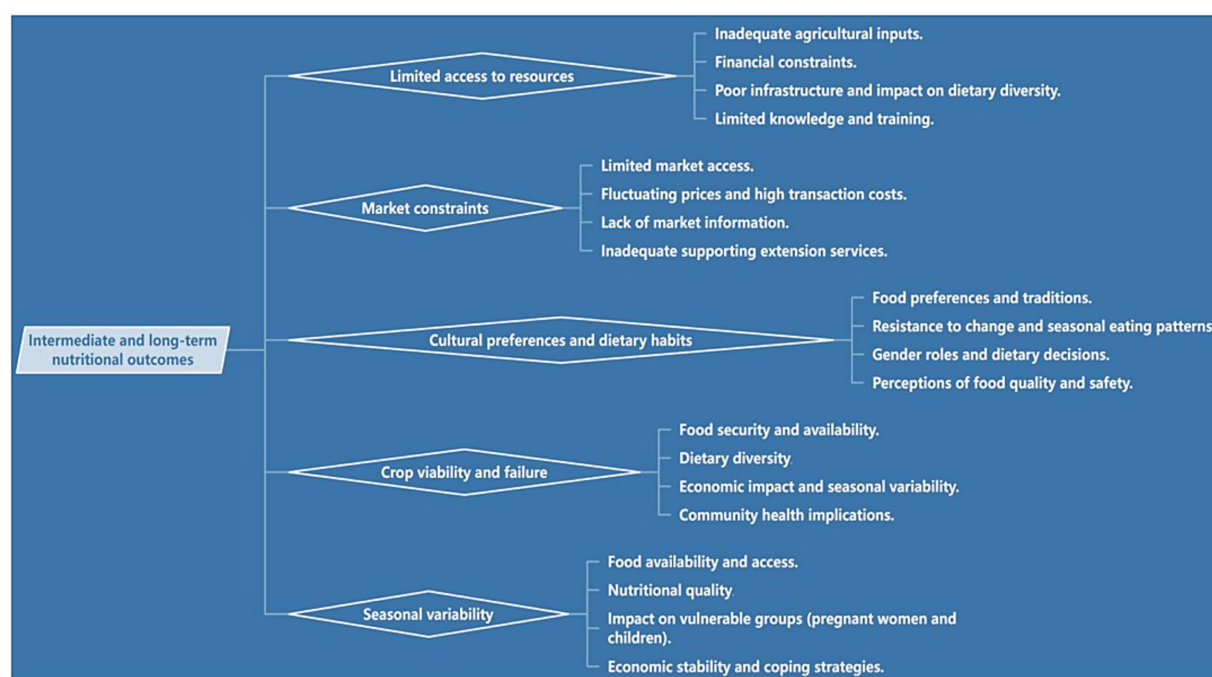 Inadequate agricultural inputs.
Financial constraints.
Limited access to resources
Poor infrastructure and impact on dietary diversity.
Limited knowledge and training.
Limited market access.
Fluctuating prices and high transaction costs.
Market constraints
Lack of market information.
Inadequate supporting extension services.
Food preferences and traditions.
Resistance to change and seasonal eating patterns
Intermediate and long-term
nutritional outcomes
Cultural preferences and dietary habits
Gender roles and dietary decisions.
Perceptions of food quality and safety.
Food security and availability.
Dietary diversity.
Crop viability and failure
Economic impact and seasonal variability.
Community health implications.
Food availability and access.
Nutritional quality.
Seasonal variability
Impact on vulnerable groups (pregnant women and
children).
Economic stability and coping strategies.